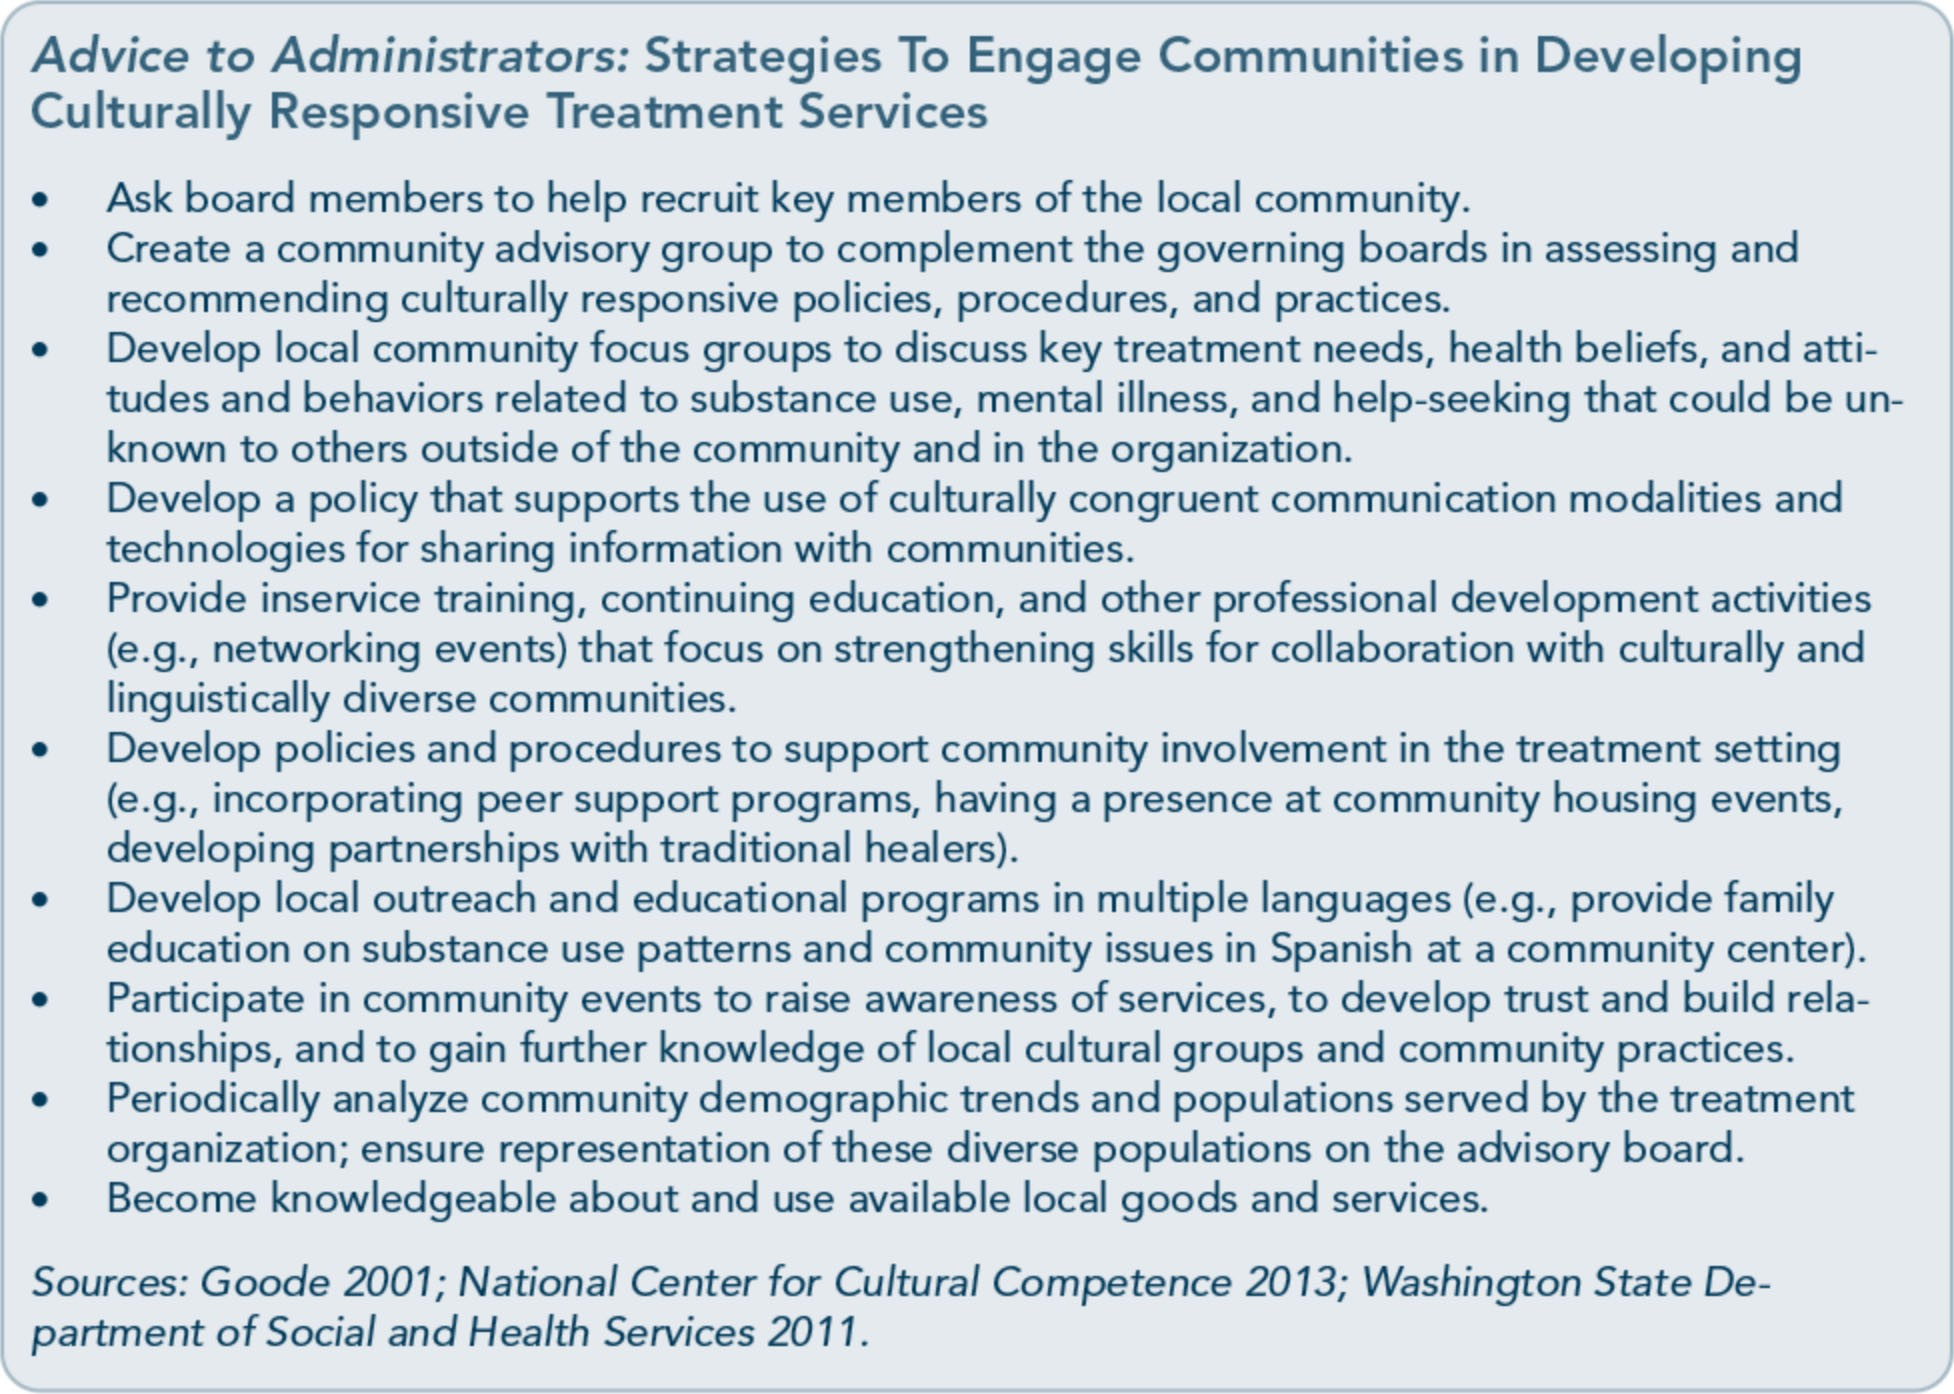 Advice to Administrators: Strategies To Engage Communities in Developing
Culturally Responsive Treatment Services
• Ask board members to help recruit key members of the local community.
• Create a community advisory group to complement the governing boards in assessing and
recommending culturally responsive policies, procedures, and practices.
• Develop local community focus groups to discuss key treatment needs, health beliefs, and atti-
tudes and behaviors related to substance use, mental illness, and help-seeking that could be un-
known to others outside of the community and in the organization.
• Develop a policy that supports the use of culturally congruent communication modalities and
technologies for sharing information with communities.
• Provide inservice training, continuing education, and other professional development activities
(e.g., networking events) that focus on strengthening skills for collaboration with culturally and
linguistically diverse communities.
• Develop policies and procedures to support community involvement in the treatment setting
(e.g., incorporating peer support programs, having a presence at community housing events,
developing partnerships with traditional healers).
• Develop local outreach and educational programs in multiple languages (e.g., provide family
education on substance use patterns and community issues in Spanish at a community center).
• Participate in community events to raise awareness of services, to develop trust and build rela-
tionships, and to gain further knowledge of local cultural groups and community practices.
• Periodically analyze community demographic trends and populations served by the treatment
organization; ensure representation of these diverse populations on the advisory board.
• Become knowledgeable about and use available local goods and services.
Sources: Goode 2001; National Center for Cultural Competence 2013; Washington State De-
partment of Social and Health Services 2011.